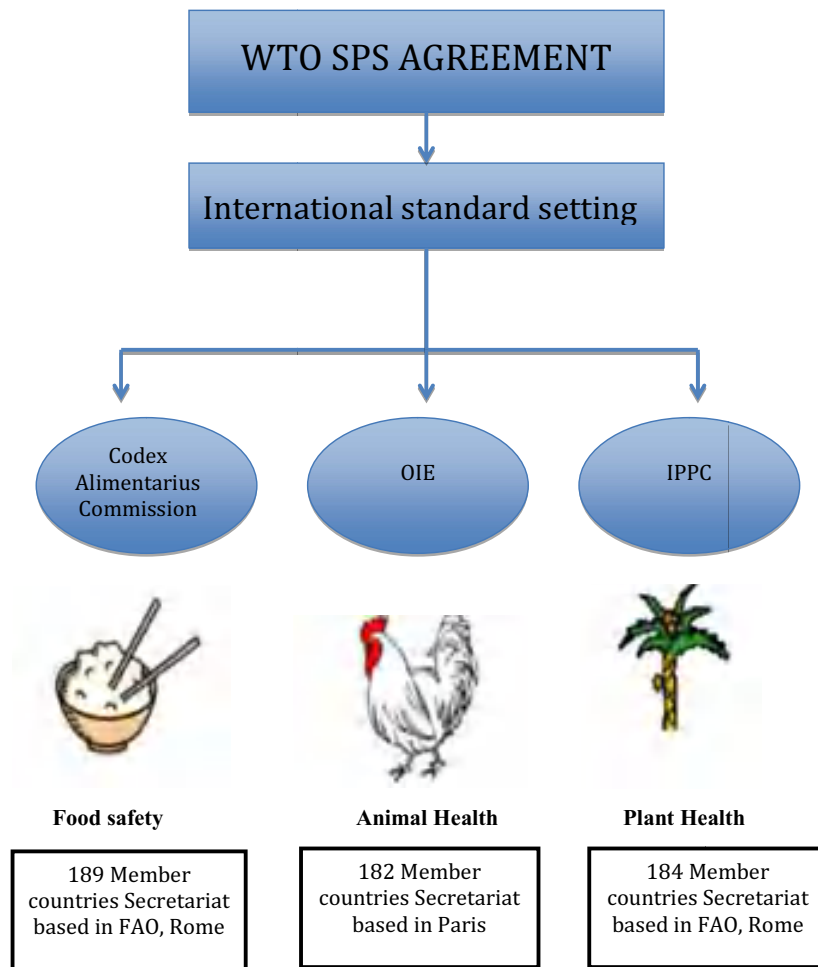 WTO SPS AGREEMENT
International standard setting
Codex
Alimentarius
Commission
OIE
IPPC
Food safety
Animal Health
Plant Health
189 Member
countries Secretariat
based in FAO, Rome
182 Member
countries Secretariat
based in Paris
184 Member
countries Secretariat
based in FAO, Rome